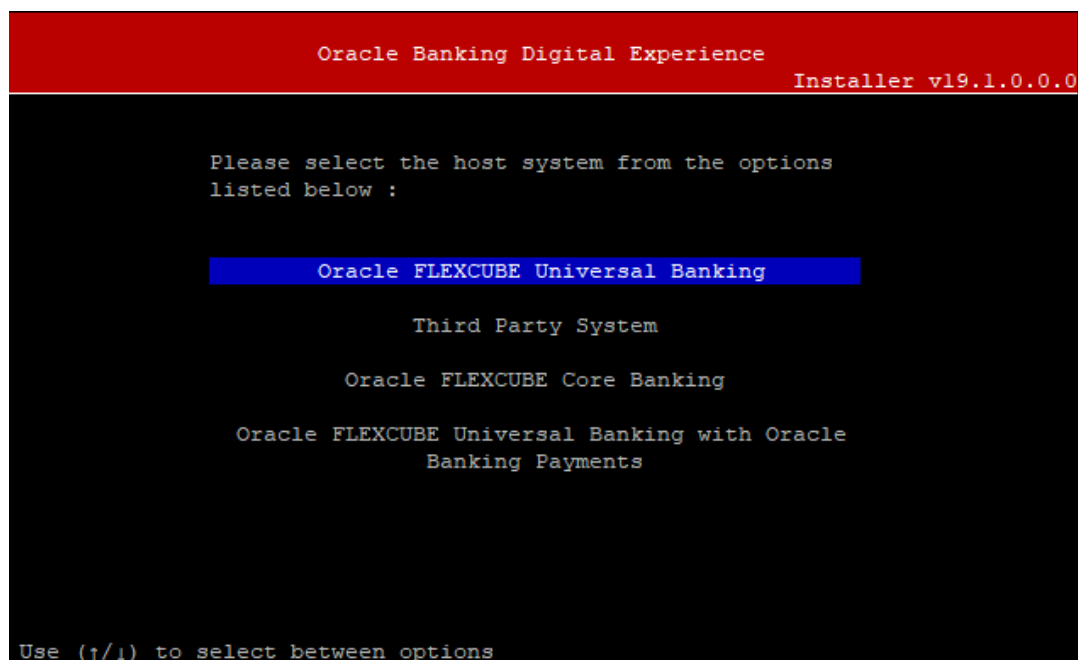 Oracle Banking Digital Experience
Installer v19.1.0.0.0
Please select the host system from the options
listed below :
Oracle FLEXCUBE Universal Banking
Third Party System
Oracle FLEXCUBE Core Banking
Oracle FLEXCUBE Universal Banking with Oracle
Banking Payments
Use (↑/↓) to select between options